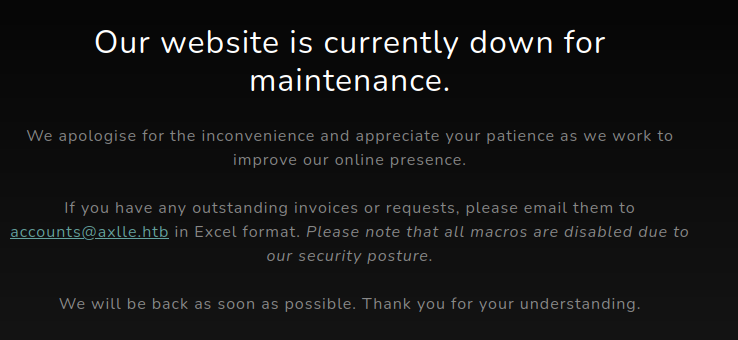 Our website is currently down for
maintenance.
We apologise for the inconvenience and appreciate your patience as we work to
improve our online presence.
If you have any outstanding invoices or requests, please email them to
accounts@axlle.htb in Excel format. Please note that all macros are disabled due to
our security posture.
We will be back as soon as possible. Thank you for your understanding.